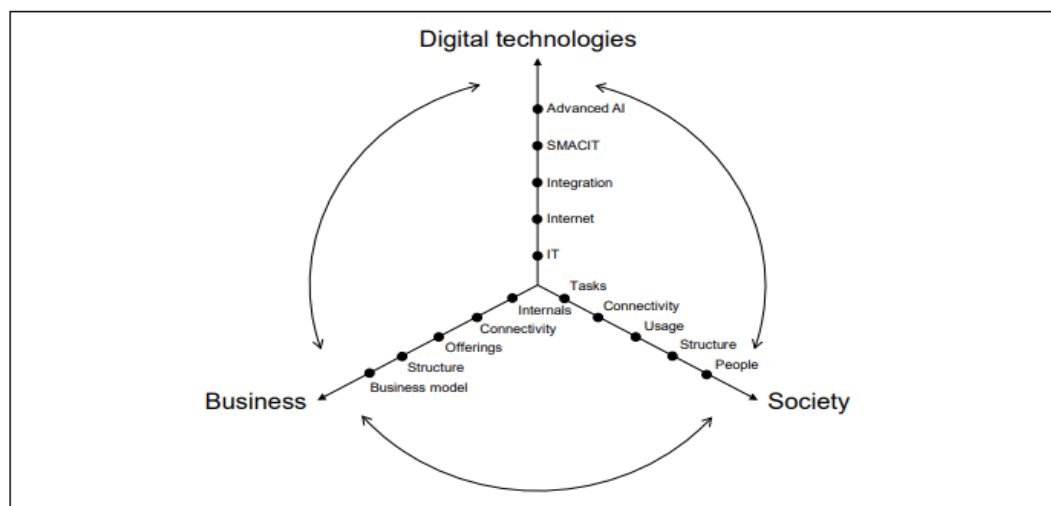 Digital technologies
Advanced AI
SMACIT
Integration
Internet
IT
Tasks
Internals
Connectivity
Connectivity
Usage
Offerings
Structure
Structure
People
Business model
Business
Society